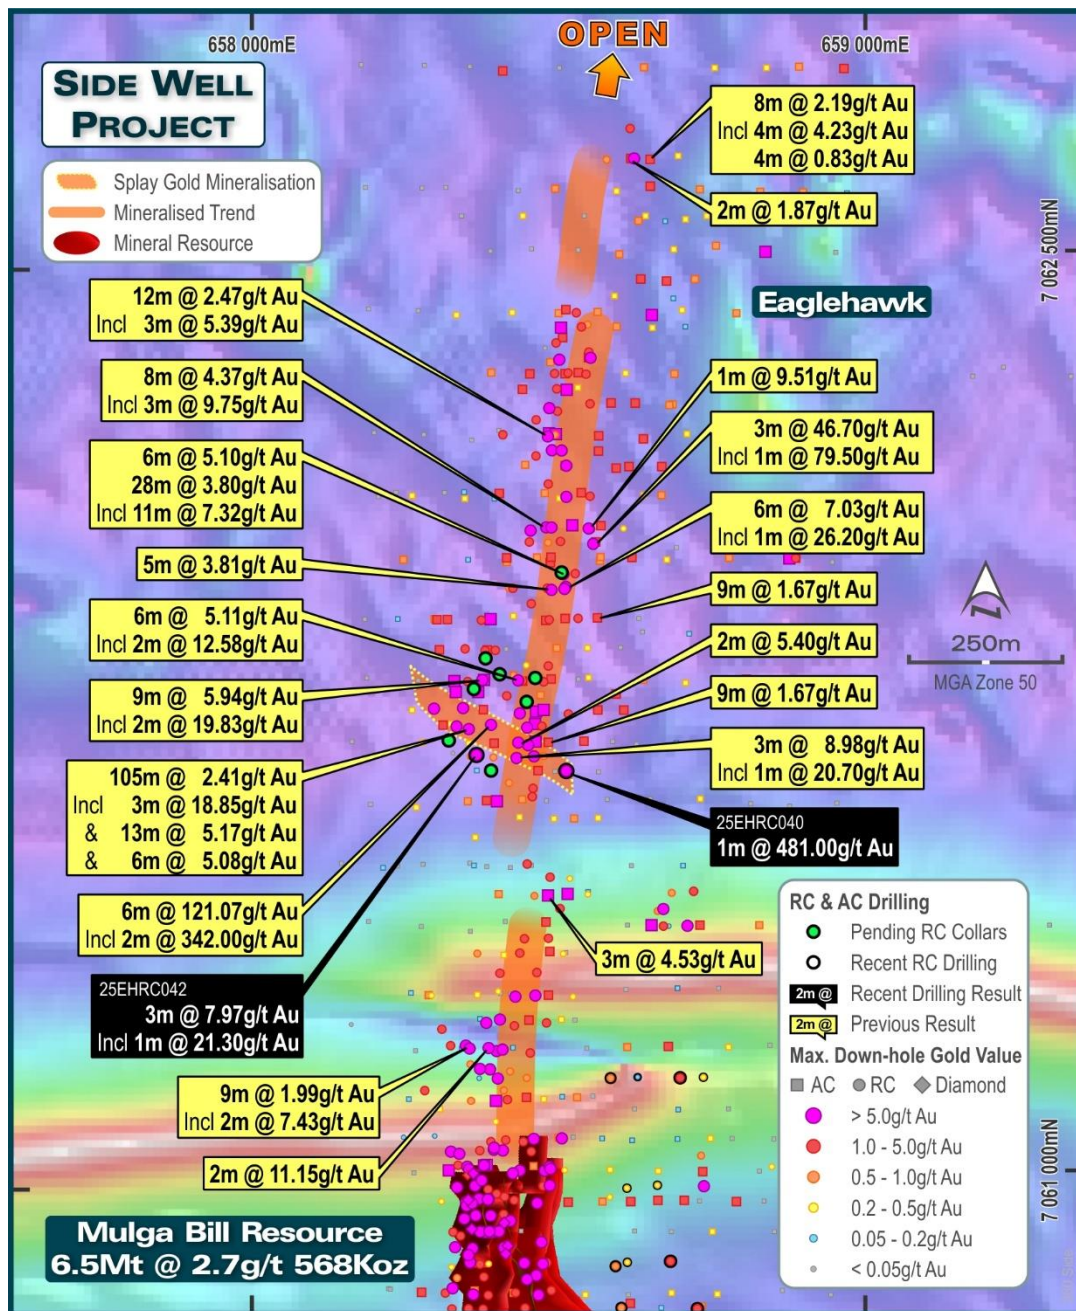 658 000mE
OPEN
659 000mE
SIDE WELL
PROJECT
Splay Gold Mineralisation
Mineralised Trend
Mineral Resource
8m @ 2.19g/t Au
Incl 4m @ 4.23g/t Au
4m @ 0.83g/t Au
2m @ 1.87g/t Au
7 062 500mN
Eaglehawk
12m @ 2.47g/t Au
Incl 3m @ 5.39g/t Au
8m @ 4.37g/t Au
Incl 3m @ 9.75g/t Au
6m @ 5.10g/t Au
28m @ 3.80g/t Au
Incl 11m @ 7.32g/t Au
5m @ 3.81g/t Au
6m @ 5.11g/t Au
Incl 2m @ 12.58g/t Au
9m @ 5.94g/t Au
Incl 2m @ 19.83g/t Au
105m @ 2.41g/t Au
Incl 3m @ 18.85g/t Au
& 13m @ 5.17g/t Au
& 6m @ 5.08g/t Au
6m @ 121.07g/t Au
Incl 2m @ 342.00g/t Au
25EHRC042
3m @ 7.97g/t Au
Incl 1m @ 21.30g/t Au
9m @ 1.99g/t Au
Incl 2m @ 7.43g/t Au
2m @ 11.15g/t Au
1m @ 9.51g/t Au
3m @ 46.70g/t Au
Incl 1m @ 79.50g/t Au
6m @ 7.03g/t Au
Incl 1m @ 26.20g/t Au
9m @ 1.67g/t Au
2m @ 5.40g/t Au
9m @ 1.67g/t Au
3m @ 8.98g/t Au
Incl 1m @ 20.70g/t Au
25EHRC040
1m @ 481.00g/t Au
3m @ 4.53g/t Au
250m
MGA Zone 50
RC & AC Drilling
Pending RC Collars
Recent RC Drilling
2m @ Recent Drilling Result
2m @ Previous Result
Max. Down-hole Gold Value
AC RC Diamond
> 5.0g/t Au
1.0 - 5.0g/t Au
0.5 - 1.0g/t Au
0.2 - 0.5g/t Au
0.05 - 0.2g/t Au
< 0.05g/t Au
7 061 000mN
Mulga Bill Resource
6.5Mt @ 2.7g/t 568Koz